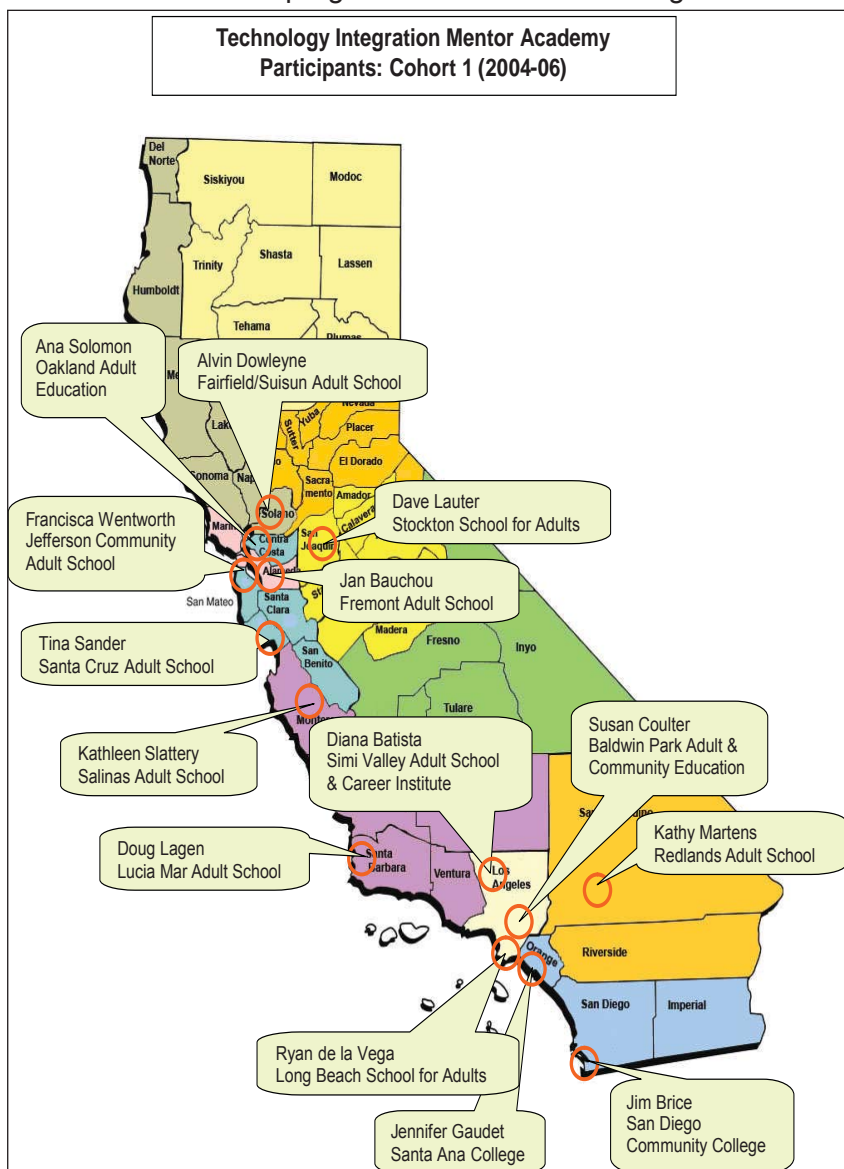 Technology Integration Mentor Academy
Participants: Cohort 1 (2004-06)
Del
Norte
Siskiyou
Modoc
Trinity
Shasta
Lassen
Humboldt
Tehama
Plumas
Ana Solomon
Oakland Adult
Education
Alvin Dowleyne
Fairfield/Suisun Adult School
Nevada
Yuba
Sutter
Placer
El Dorado
Sonoma
Sacra-
mento
Amador
Solano
Calavera
Francisca Wentworth
Jefferson Community
Adult School
Contra
Costa
San
Joaquin
Dave Lauter
Stockton School for Adults
Alameda
Jan Bauchou
Fremont Adult School
San Mateo
Santa
Clara
Madera
Fresno
Inyo
Tina Sander
Santa Cruz Adult School
San
Benito
Tulare
Kathleen Slattery
Salinas Adult School
Diana Batista
Simi Valley Adult School
& Career Institute
Susan Coulter
Baldwin Park Adult &
Community Education
Doug Lagen
Lucia Mar Adult School
Santa
Barbara
Ventura
Los
Angeles
Kathy Martens
Redlands Adult School
Orange
Riverside
San Diego
Imperial
Ryan de la Vega
Long Beach School for Adults
Jennifer Gaudet
Santa Ana College
Jim Brice
San Diego
Community College